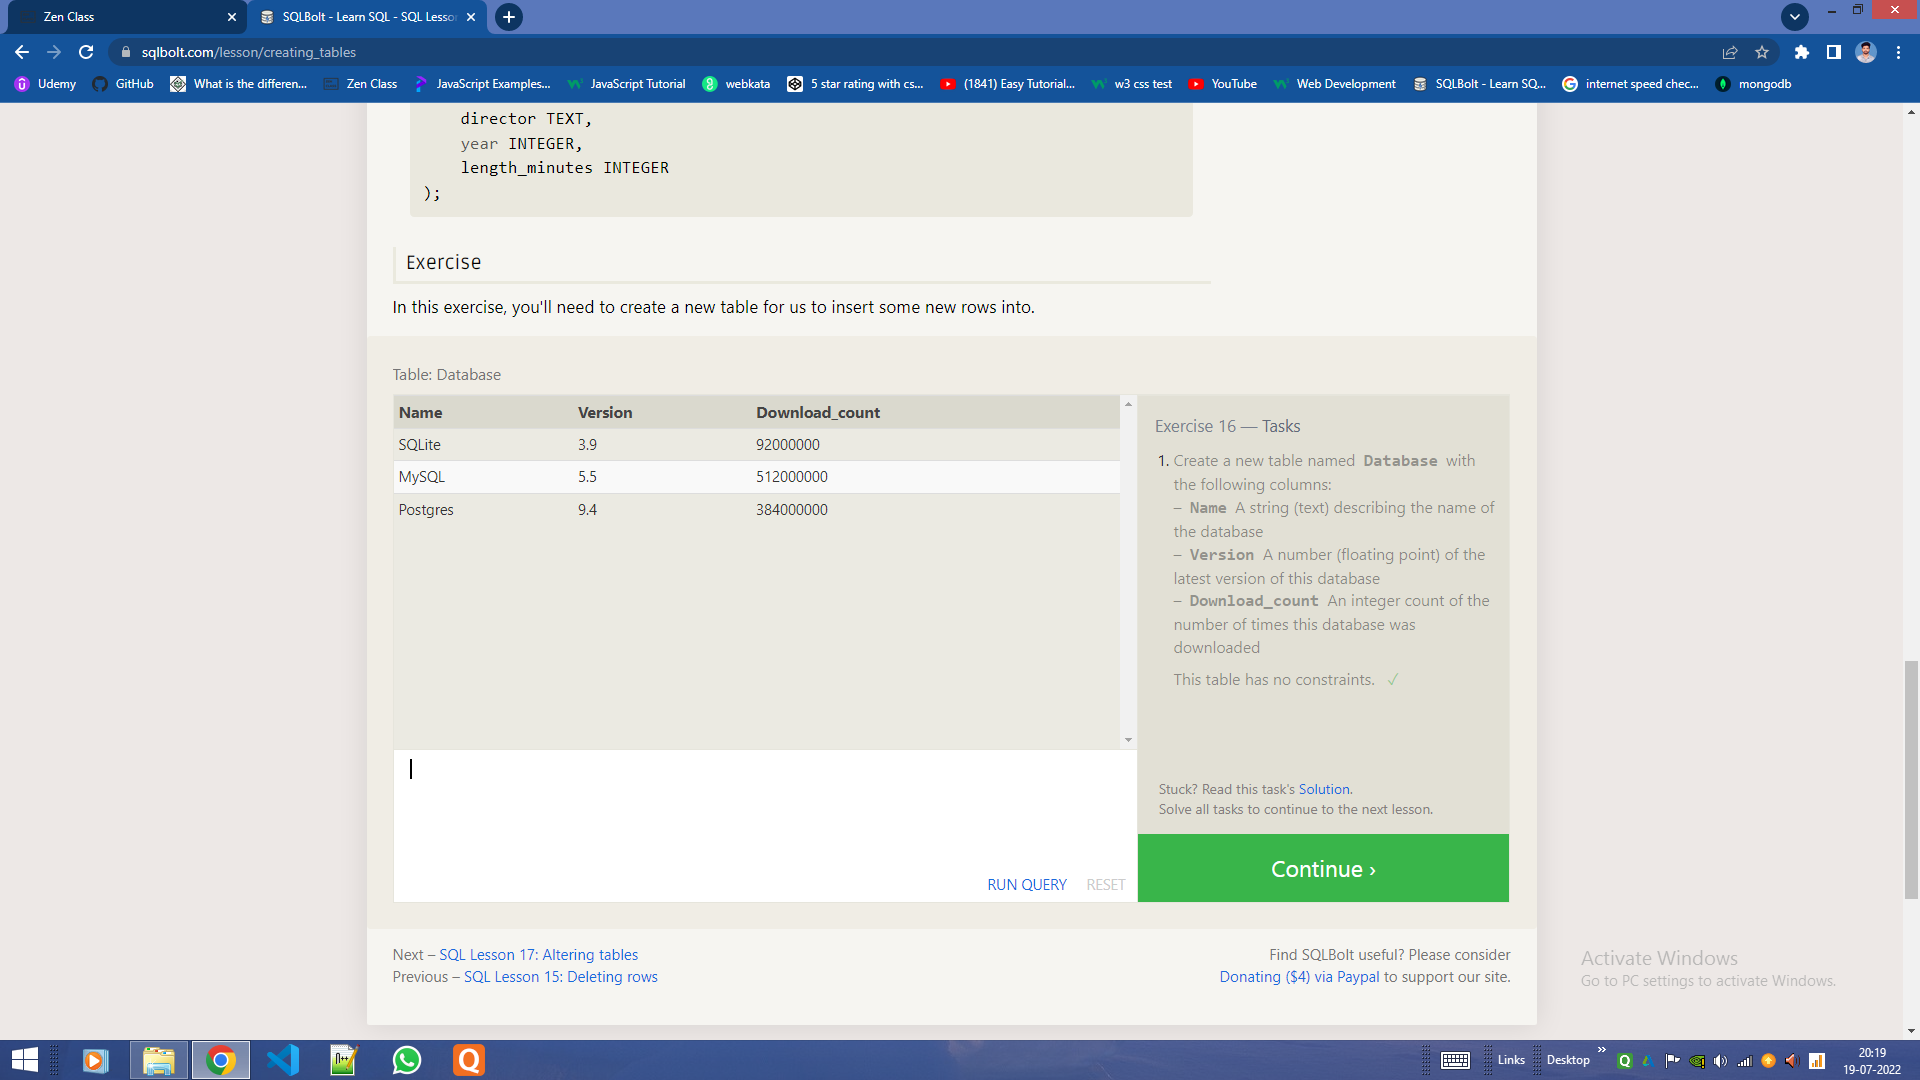 Zen Class
SQLBolt - Learn SQL - SQL Lesson
sqlbolt.com/lesson/creating_tables
Udemy GitHub What is the differen... Zen Class JavaScript Examples... JavaScript Tutorial webkata 5 star rating with cs... (1841) Easy Tutorial... w3 css test YouTube Web Development SQLBolt - Learn SQ... internet speed chec... mongodb
director TEXT,
year INTEGER,
length_minutes INTEGER
);
Exercise
In this exercise, you'll need to create a new table for us to insert some new rows into.
Table: Database
Name Version Download_count
SQLite 3.9 92000000
MySQL 5.5 512000000
Postgres 9.4 384000000
Exercise 16 — Tasks
1. Create a new table named Database with
the following columns:
– Name A string (text) describing the name of
the database
– Version A number (floating point) of the
latest version of this database
– Download_count An integer count of the
number of times this database was
downloaded
This table has no constraints. ✓
Stuck? Read this task's Solution.
Solve all tasks to continue to the next lesson.
RUN QUERY RESET
Continue ›
Next – SQL Lesson 17: Altering tables
Previous – SQL Lesson 15: Deleting rows
Find SQLBolt useful? Please consider
Donating ($4) via Paypal to support our site.
Activate Windows
Go to PC settings to activate Windows.
Links Desktop »
20:19
19-07-2022